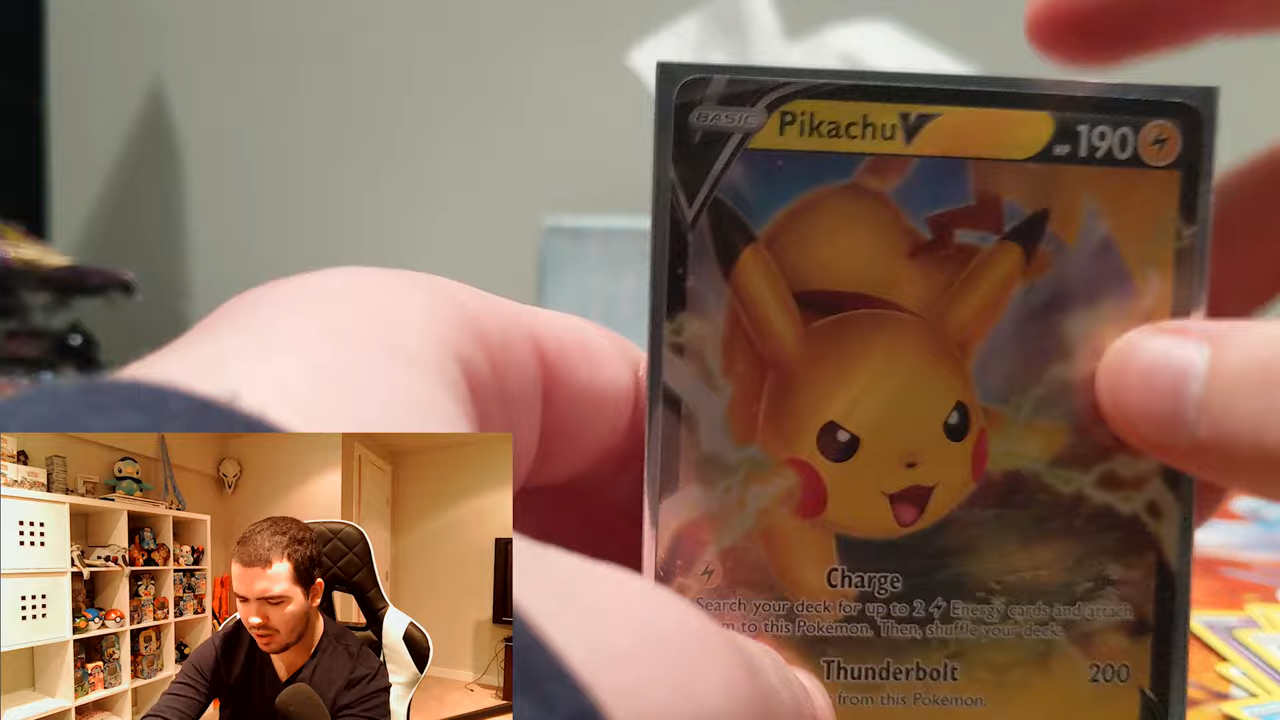 BASIC Pikachu V HP 190
Charge
Search your deck for up to 2 Energy cards and attach
m to this Pokémon. Then, shuffle your deck.
Thunderbolt 200
from this Pokémon.